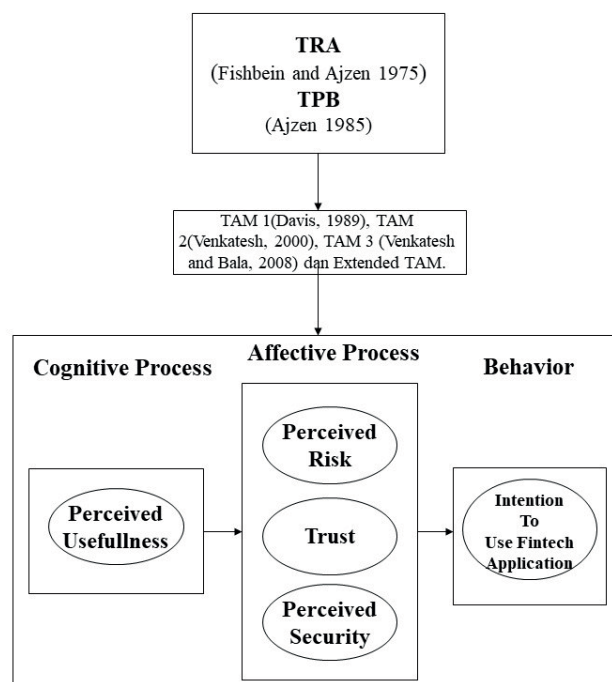 TRA
(Fishbein and Ajzen 1975)
TPB
(Ajzen 1985)
TAM 1(Davis, 1989), TAM
2(Venkatesh, 2000), TAM 3 (Venkatesh
and Bala, 2008) dan Extended TAM.
Cognitive Process
Affective Process
Behavior
Perceived
Usefullness
Perceived
Risk
Trust
Perceived
Security
Intention
To
Use Fintech
Application